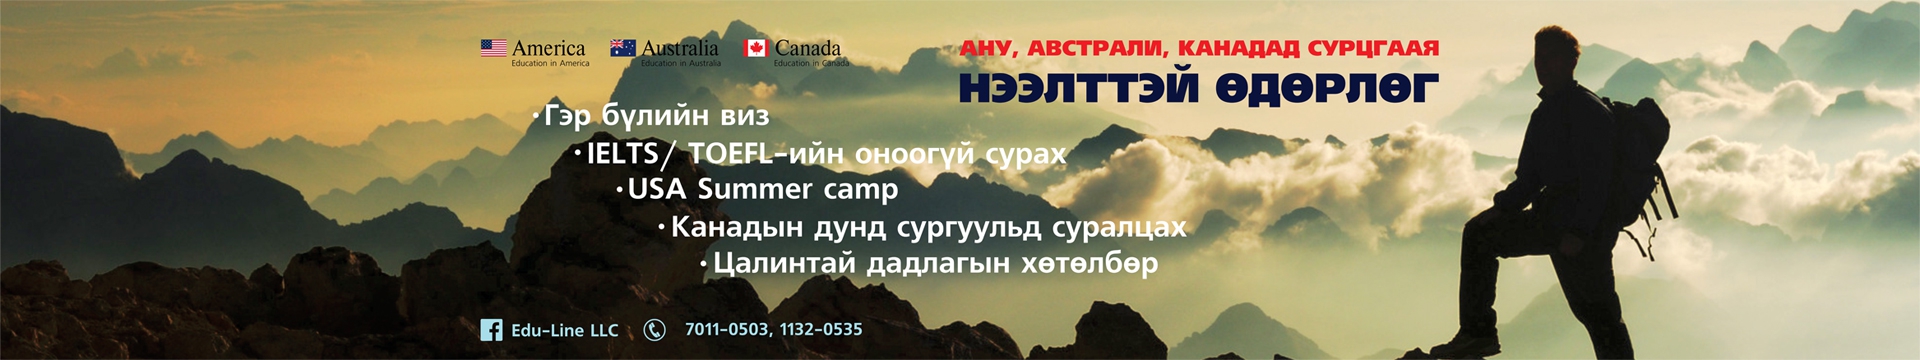 America Australia Canada
Education in America Education in Australia Education in Canada
АНУ, АВСТРАЛИ, КАНАДАД СУРЦГААЯ
НЭЭЛТТЭЙ ӨДӨРЛӨГ
·Гэр бүлийн виз
·IELTS/ TOEFL-ийн оноогүй сурах
·USA Summer camp
·Канадын дунд сургуульд суралцах
·Цалинтай дадлагын хөтөлбөр
Edu-Line LLC 7011-0503, 1132-0535